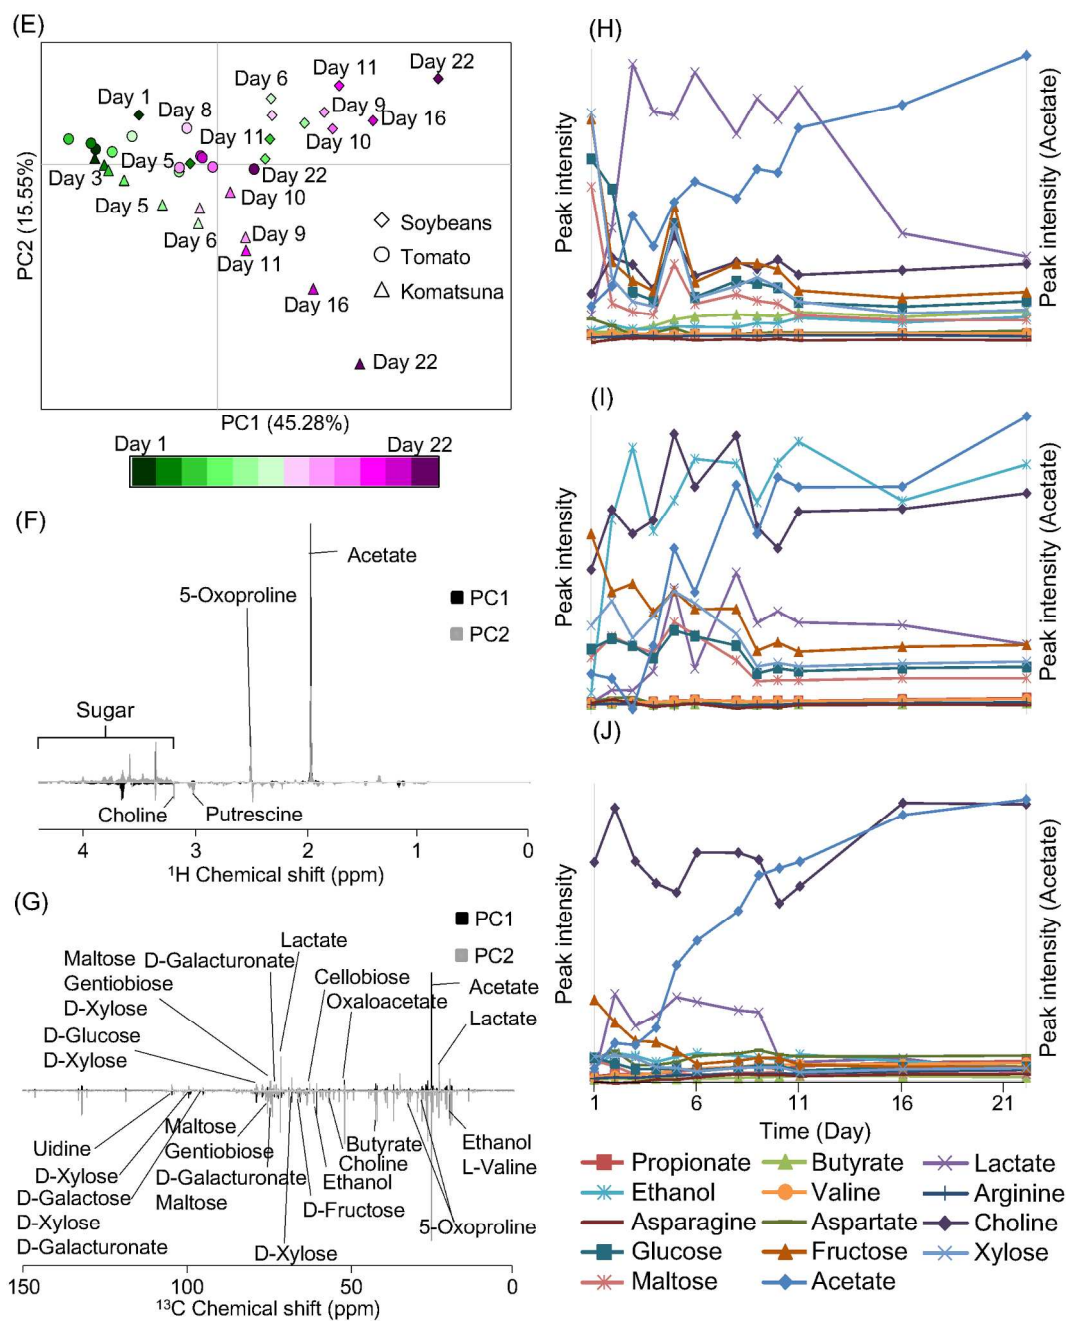 (E)
Day 22
Day 11
Day 6
Day 1
Day 8
Day 9
Day 16
Day 11
Day 10
Day 5
Day 3
Day 22
Day 10
Day 5
Day 6
Day 9
Day 11
Day 16
Day 22
Soybeans
Tomato
Komatsuna
PC2 (15.55%)
PC1 (45.28%)
Day 1
Day 22
(F)
Acetate
5-Oxoproline
PC1
PC2
Sugar
Choline
Putrescine
4 3 2 1 0
¹H Chemical shift (ppm)
(G)
PC1
PC2
Lactate
Maltose
D-Galacturonate
Gentiobiose
Cellobiose
Acetate
D-Xylose
Oxaloacetate
Lactate
D-Glucose
D-Xylose
Uidine
Maltose
Butyrate
Ethanol
Gentiobiose
Choline
L-Valine
D-Xylose
D-Galacturonate
Ethanol
D-Galactose
Maltose
D-Fructose
D-Xylose
5-Oxoproline
D-Galacturonate
D-Xylose
150 100 50 0
¹³C Chemical shift (ppm)
(H)
Peak intensity
Peak intensity (Acetate)
(I)
Peak intensity
Peak intensity (Acetate)
(J)
Peak intensity
Peak intensity (Acetate)
1 6 11 16 21
Time (Day)
Propionate Butyrate Lactate
Ethanol Valine Arginine
Asparagine Aspartate Choline
Glucose Fructose Xylose
Maltose Acetate